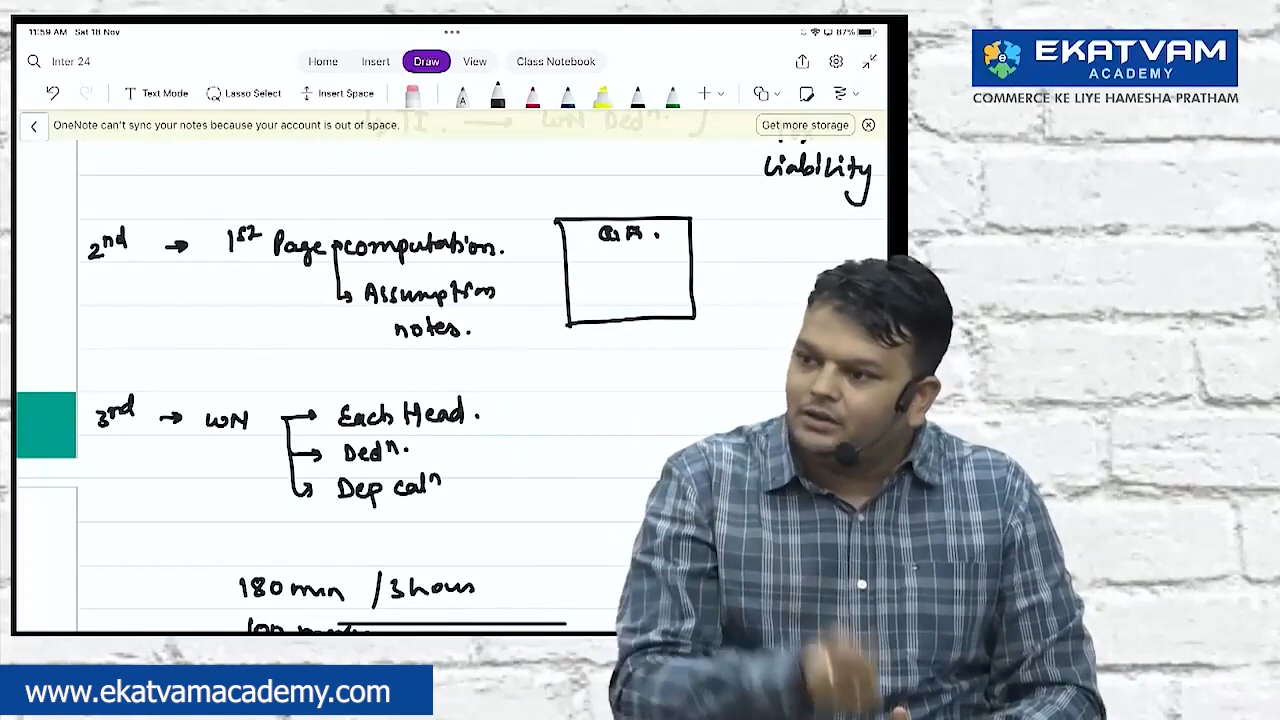 11:59 AM Sat 18 Nov
87%
Inter 24
Home Insert Draw View Class Notebook
Text Mode Lasso Select Insert Space
OneNote can't sync your notes because your account is out of space.
Get more storage
Liability
2nd → 1st Page computation.
Assumption
notes.
3rd → WN → Each Head.
→ Dedn.
Dep caln
180 min / 3 hours
EKATVAM
ACADEMY
COMMERCE KE LIYE HAMESHA PRATHAM
www.ekatvamacademy.com